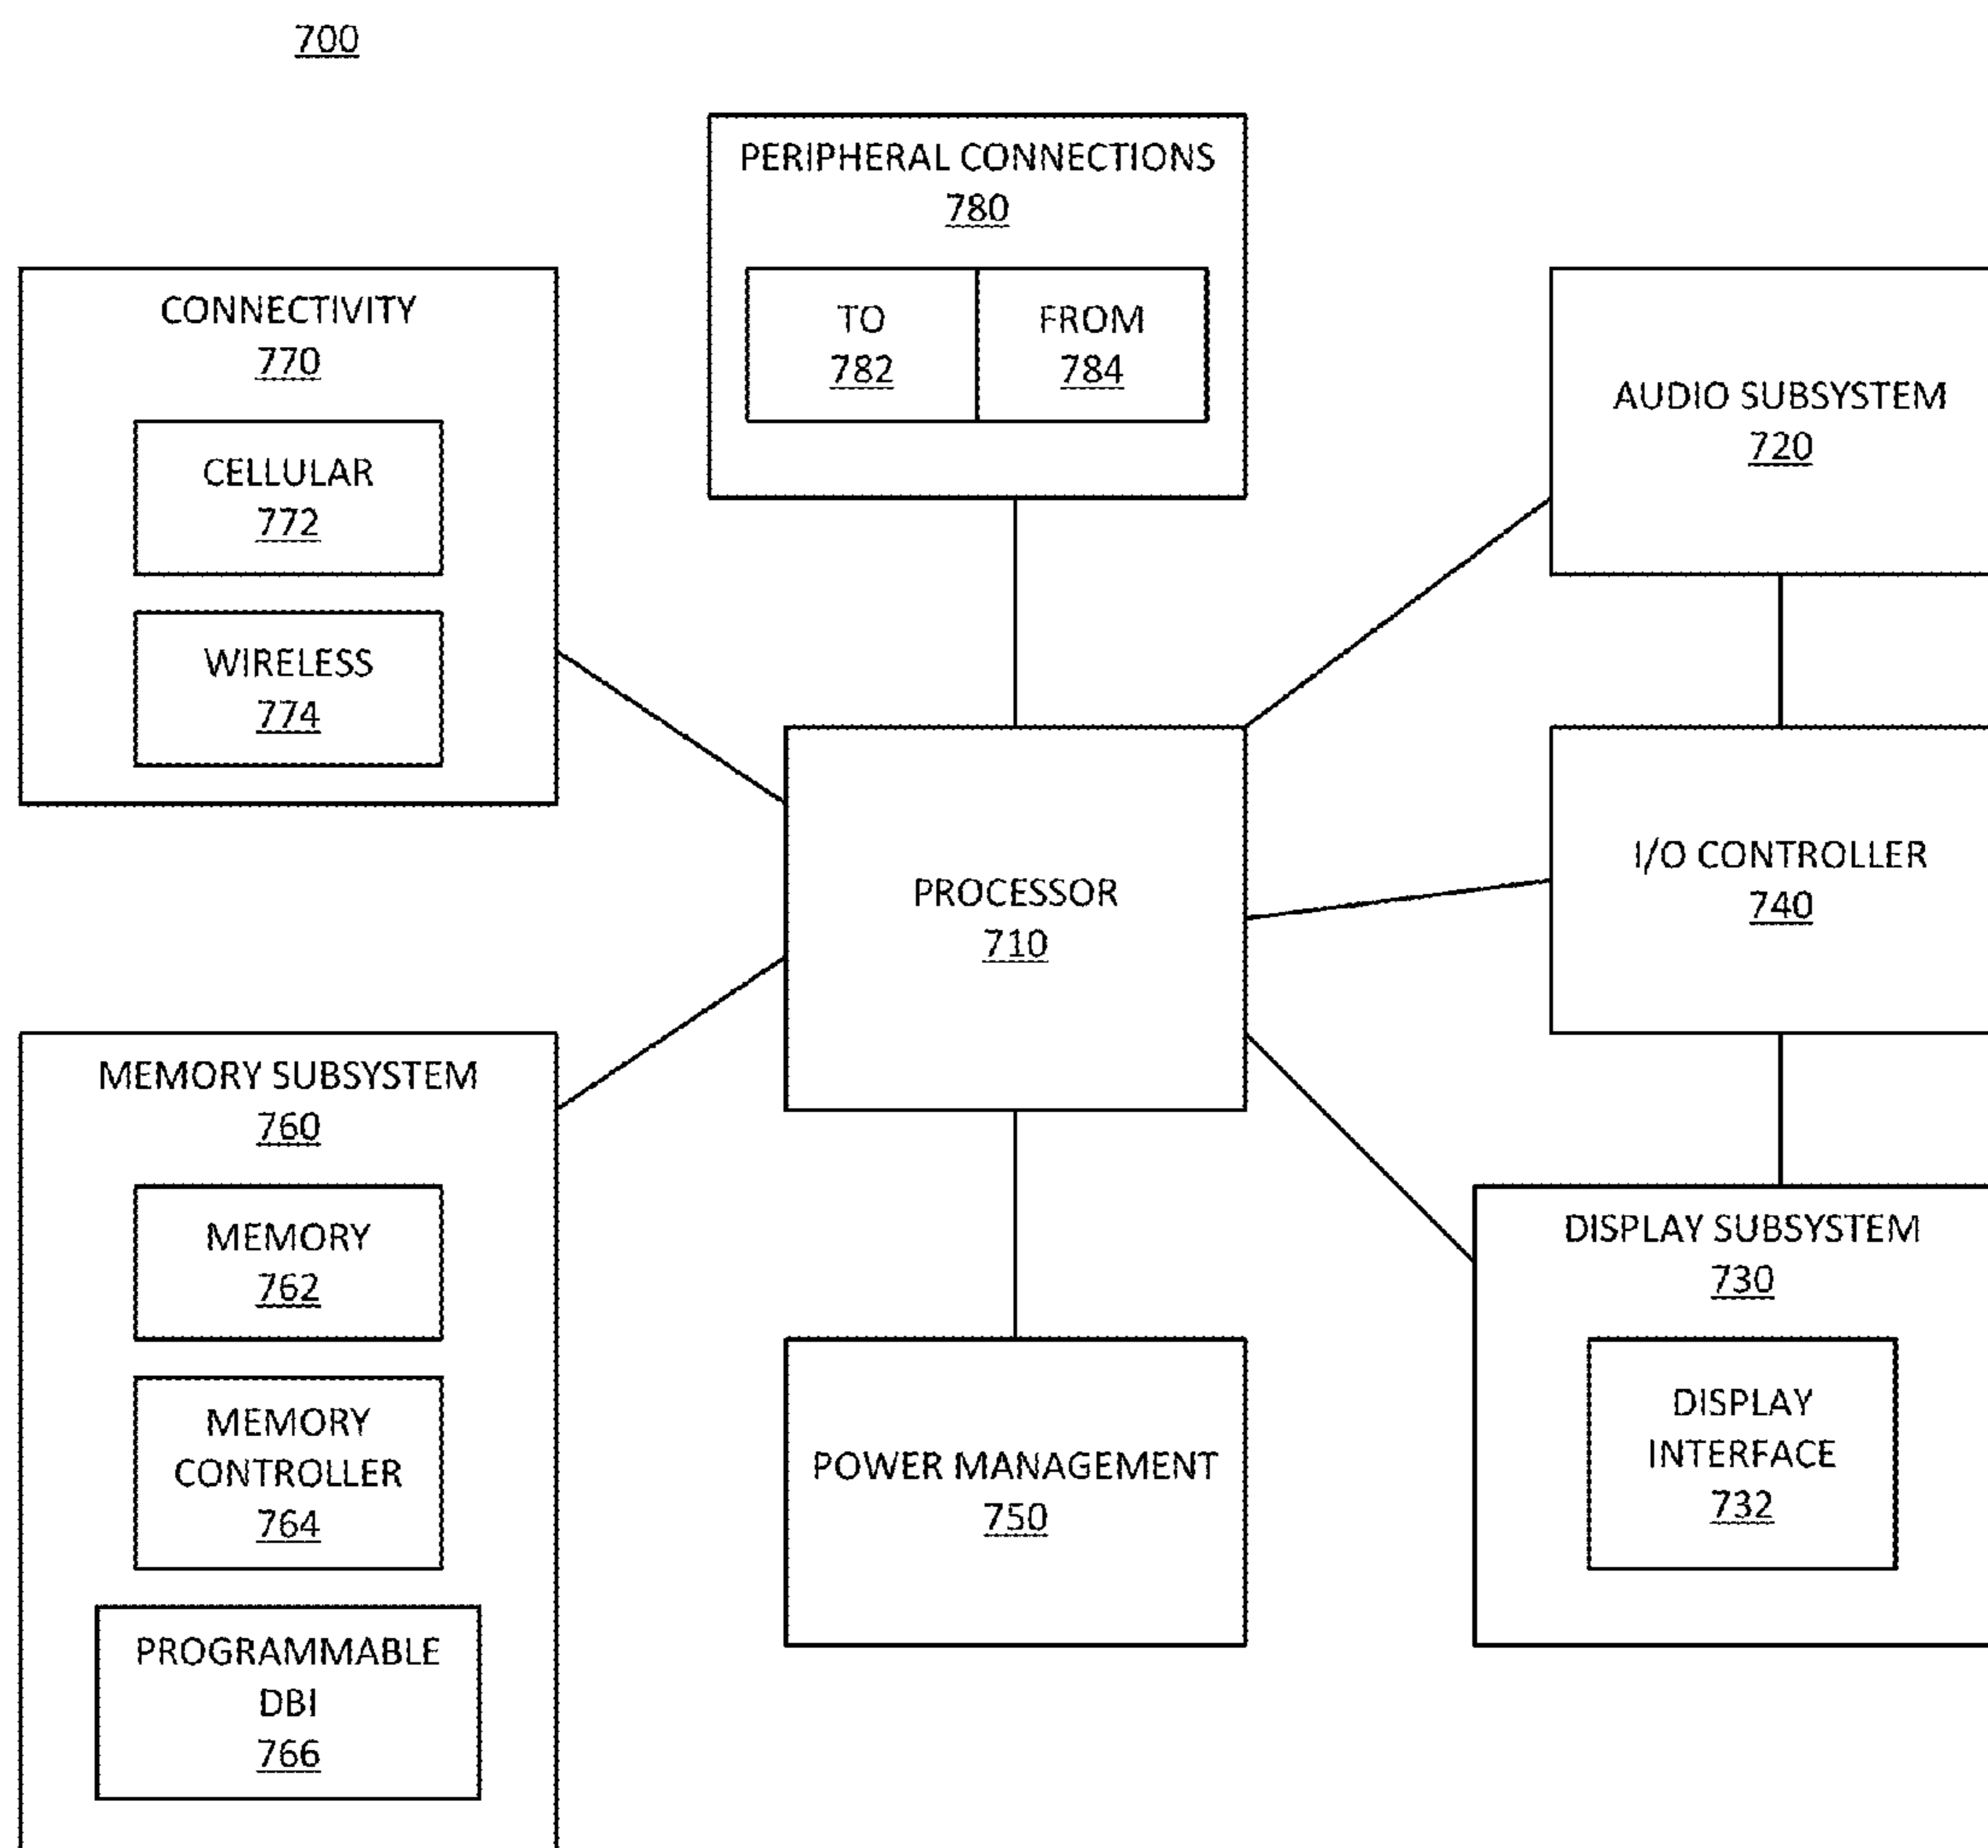 700
PERIPHERAL CONNECTIONS
780
TO
782
FROM
784
CONNECTIVITY
770
CELLULAR
772
WIRELESS
774
AUDIO SUBSYSTEM
720
PROCESSOR
710
I/O CONTROLLER
740
MEMORY SUBSYSTEM
760
MEMORY
762
MEMORY
CONTROLLER
764
PROGRAMMABLE
DBI
766
POWER MANAGEMENT
750
DISPLAY SUBSYSTEM
730
DISPLAY
INTERFACE
732